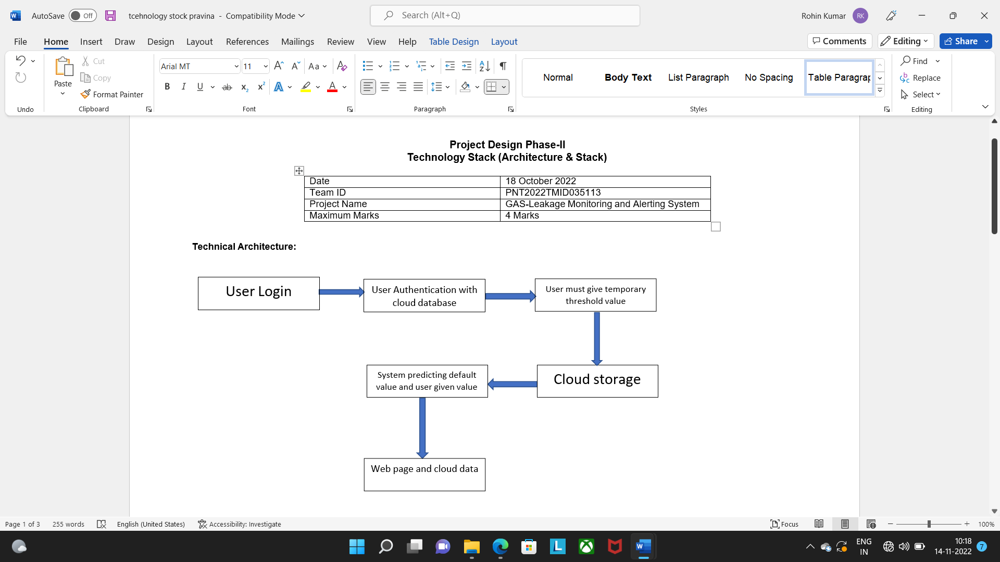 AutoSave Off tcehnology stock pravina - Compatibility Mode Search (Alt+Q) Rohin Kumar RK
File Home Insert Draw Design Layout References Mailings Review View Help Table Design Layout Comments Editing Share
Paste Cut Copy Format Painter
Arial MT 11 Aa
B I U ab x₂ x² A A
A Z ¶
Normal Body Text List Paragraph No Spacing Table Paragrap
Find Replace Select
Undo Clipboard Font Paragraph Styles Editing
Project Design Phase-II
Technology Stack (Architecture & Stack)
Date 18 October 2022
Team ID PNT2022TMID035113
Project Name GAS-Leakage Monitoring and Alerting System
Maximum Marks 4 Marks
Technical Architecture:
User Login
User Authentication with
cloud database
User must give temporary
threshold value
Cloud storage
System predicting default
value and user given value
Web page and cloud data
Page 1 of 3 255 words English (United States) Accessibility: Investigate Focus 100%
ENG
IN
10:18
14-11-2022
7